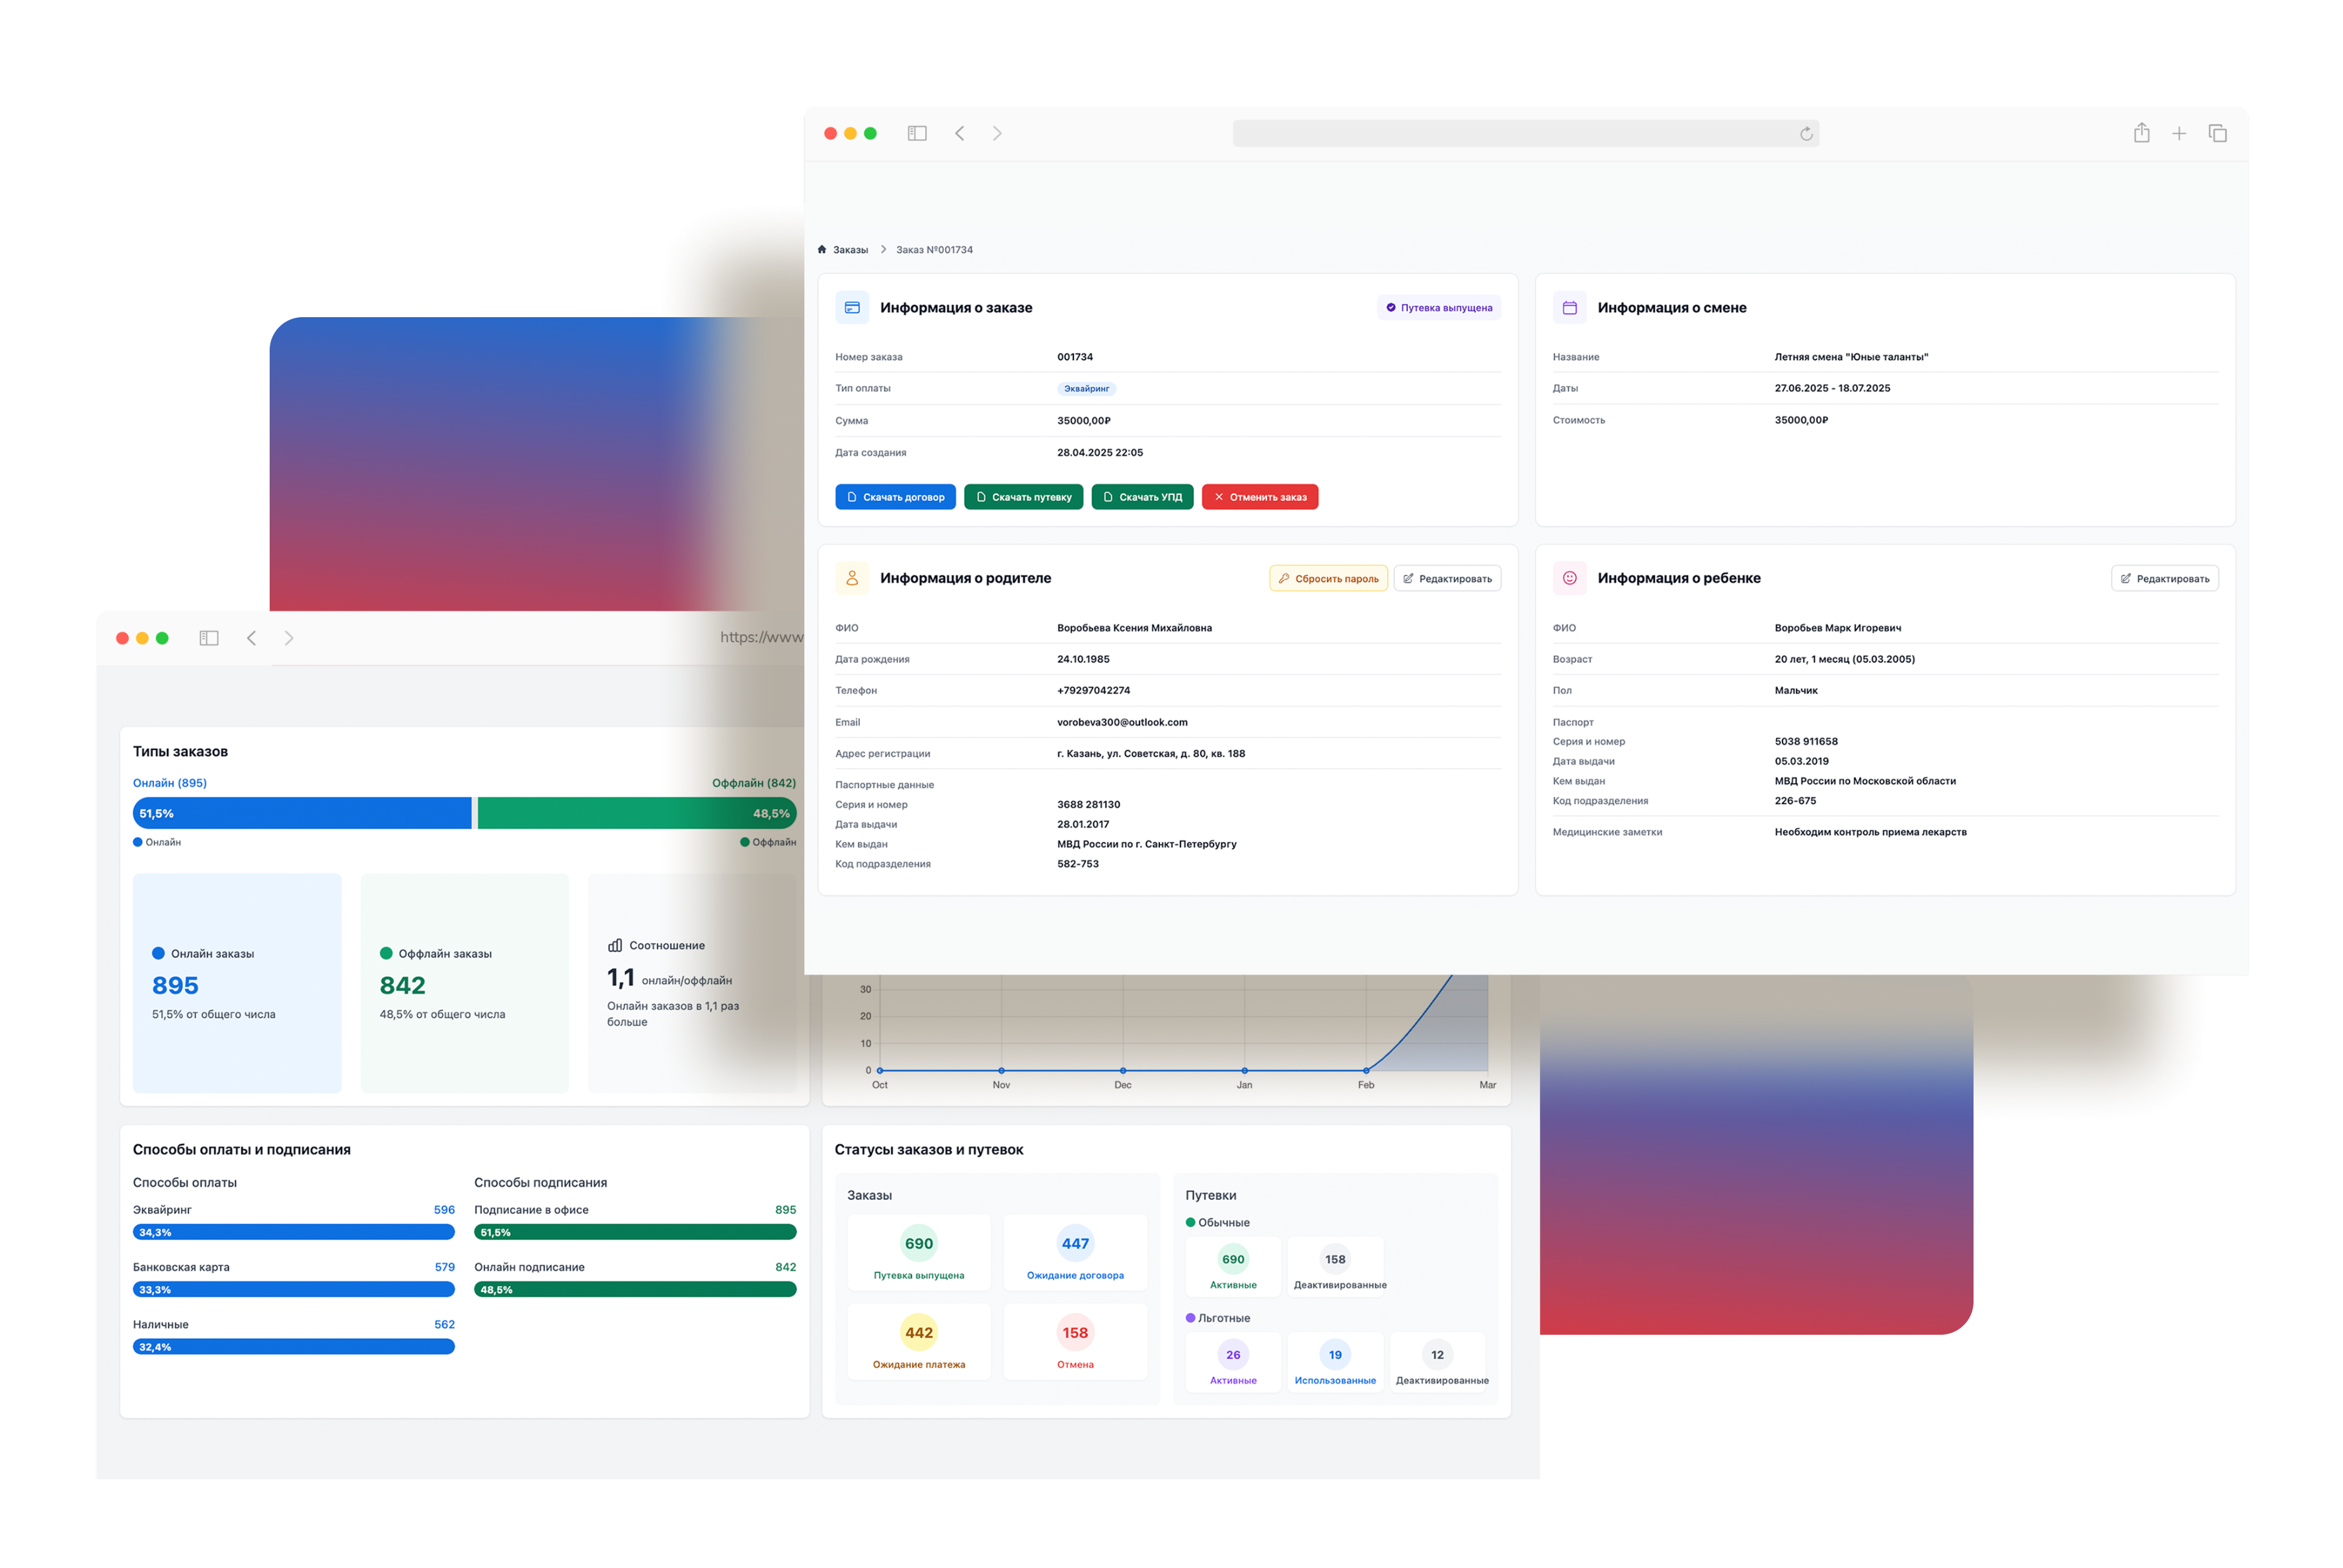 Заказы > Заказ №001734
Информация о заказе
Путевка выпущена
Номер заказа 001734
Тип оплаты Эквайринг
Сумма 35000,00₽
Дата создания 28.04.2025 22:05
Скачать договор Скачать путевку Скачать УПД Отменить заказ
Информация о смене
Название Летняя смена "Юные таланты"
Даты 27.06.2025 - 18.07.2025
Стоимость 35000,00₽
Информация о родителе
Сбросить пароль Редактировать
ФИО Воробьева Ксения Михайловна
Дата рождения 24.10.1985
Телефон +79297042274
Email vorobeva300@outlook.com
Адрес регистрации г. Казань, ул. Советская, д. 80, кв. 188
Паспортные данные
Серия и номер 3688 281130
Дата выдачи 28.01.2017
Кем выдан МВД России по г. Санкт-Петербургу
Код подразделения 582-753
Информация о ребенке
Редактировать
ФИО Воробьев Марк Игоревич
Возраст 20 лет, 1 месяц (05.03.2005)
Пол Мальчик
Паспорт
Серия и номер 5038 911658
Дата выдачи 05.03.2019
Кем выдан МВД России по Московской области
Код подразделения 226-675
Медицинские заметки Необходим контроль приема лекарств
https://www
Типы заказов
Онлайн (895) Оффлайн (842)
51,5% 48,5%
Онлайн Оффлайн
Онлайн заказы
895
51,5% от общего числа
Оффлайн заказы
842
48,5% от общего числа
Соотношение
1,1 онлайн/оффлайн
Онлайн заказов в 1,1 раз
больше
30
20
10
0
Oct Nov Dec Jan Feb Mar
Способы оплаты и подписания
Способы оплаты
Эквайринг 596
34,3%
Банковская карта 579
33,3%
Наличные 562
32,4%
Способы подписания
Подписание в офисе 895
51,5%
Онлайн подписание 842
48,5%
Статусы заказов и путевок
Заказы
690
Путевка выпущена
447
Ожидание договора
442
Ожидание платежа
158
Отмена
Путевки
Обычные
690
Активные
158
Деактивированные
Льготные
26
Активные
19
Использованные
12
Деактивированные